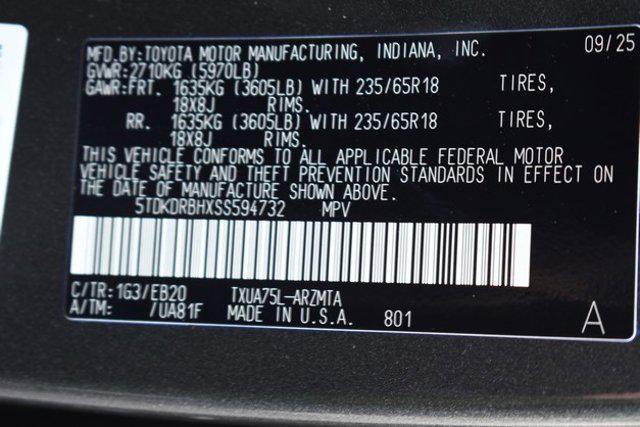 MFD.BY:TOYOTA MOTOR MANUFACTURING, INDIANA, INC. 09/25
GVWR:2710KG (5970LB)
GAWR:FRT. 1635KG (3605LB) WITH 235/65R18 TIRES,
18X8J RIMS.
RR. 1635KG (3605LB) WITH 235/65R18 TIRES,
18X8J RIMS.
THIS VEHICLE CONFORMS TO ALL APPLICABLE FEDERAL MOTOR
VEHICLE SAFETY AND THEFT PREVENTION STANDARDS IN EFFECT ON
THE DATE OF MANUFACTURE SHOWN ABOVE.
5TDKDRBHXSS594732 MPV
C/TR:1G3/EB20 TXUA75L-ARZMTA
A/TM: /UA81F MADE IN U.S.A. 801 A